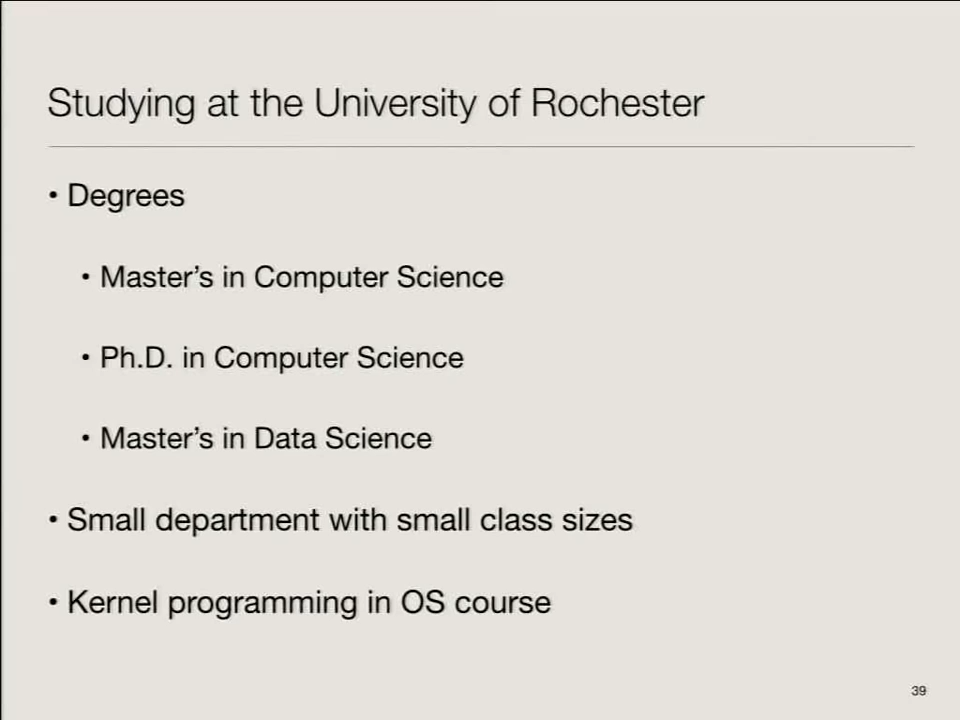 Studying at the University of Rochester
• Degrees
• Master’s in Computer Science
• Ph.D. in Computer Science
• Master’s in Data Science
• Small department with small class sizes
• Kernel programming in OS course
39